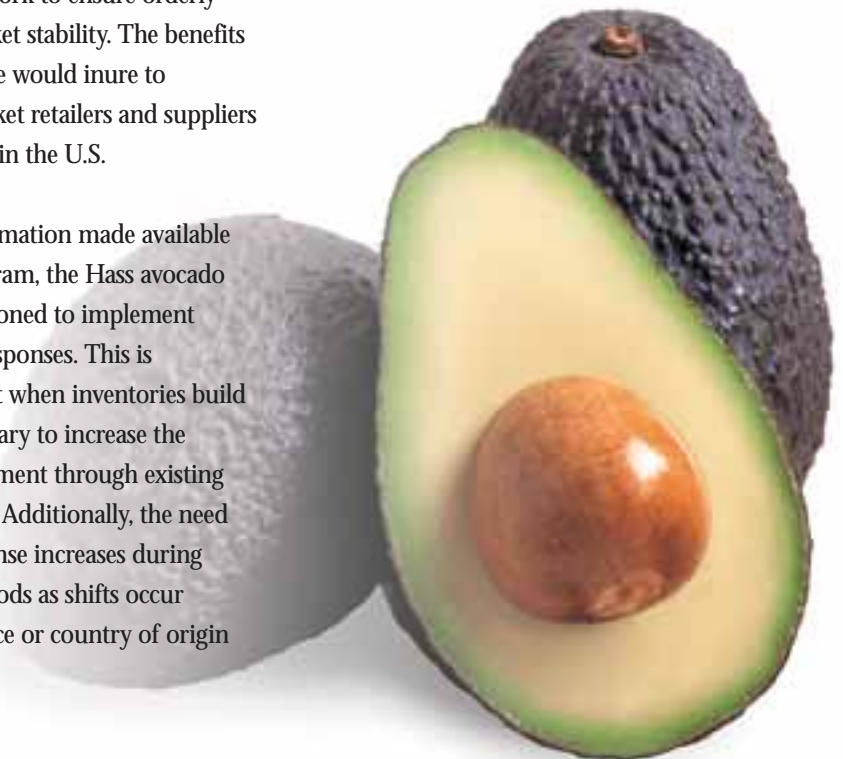 to ensure orderly
et stability. The benefits
would inure to
ket retailers and suppliers
in the U.S.
mation made available
ram, the Hass avocado
oned to implement
sponses. This is
t when inventories build
ary to increase the
ment through existing
Additionally, the need
nse increases during
ods as shifts occur
ce or country of origin